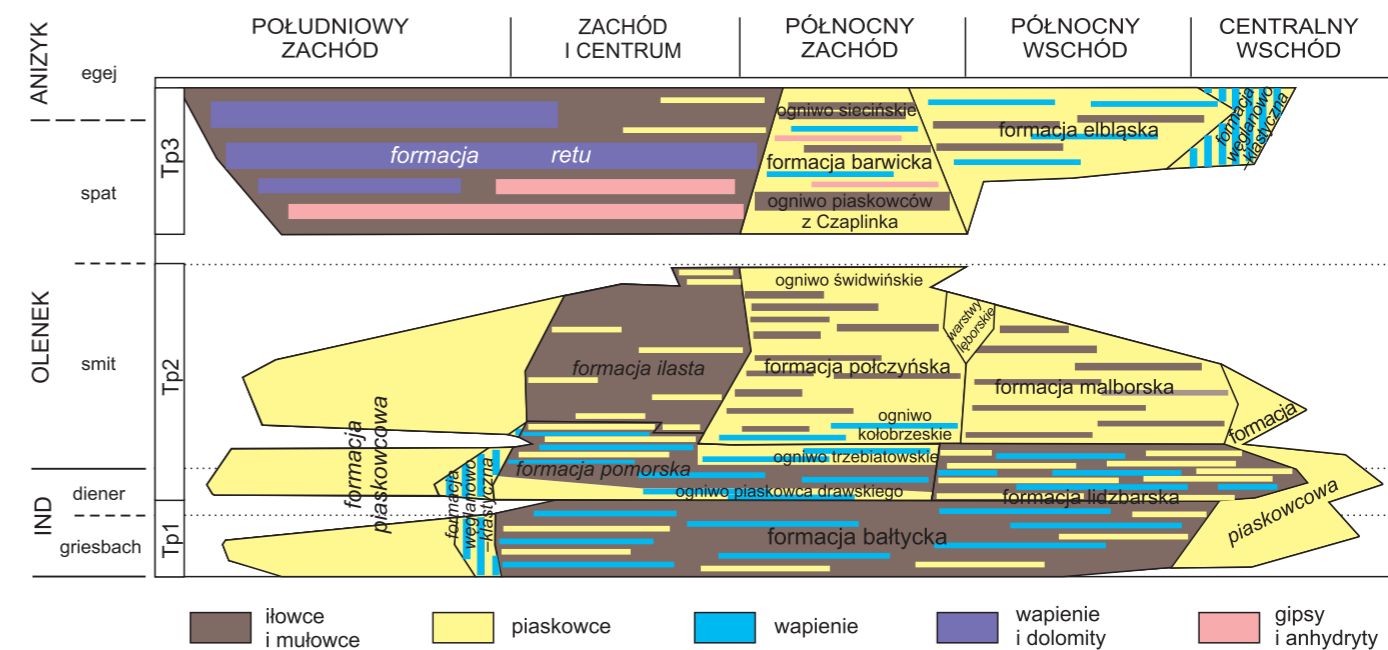 POŁUDNIOWY
ZACHÓD
ZACHÓD
I CENTRUM
PÓŁNOCNY
ZACHÓD
PÓŁNOCNY
WSCHÓD
CENTRALNY
WSCHÓD
ANIZYK
egej
spat
OLENEK
smit
IND
diener
griesbach
Tp3
Tp2
Tp1
formacja retu
ogniwo siecińskie
formacja barwicka
ogniwo piaskowców
z Czaplinka
formacja elbląska
formacja
węglanowo
–klastyczna
ogniwo świdwińskie
warstwy
lęborskie
formacja ilasta
formacja połczyńska
formacja malborska
ogniwo
kołobrzeskie
formacja
piaskowcowa
formacja
piaskowcowa
formacja
węglanowo
–klastyczna
formacja pomorska
ogniwo trzebiatowskie
ogniwo piaskowca drawskiego
formacja lidzbarska
formacja bałtycka
iłowce
i mułowce
piaskowce
wapienie
wapienie
i dolomity
gipsy
i anhydryty